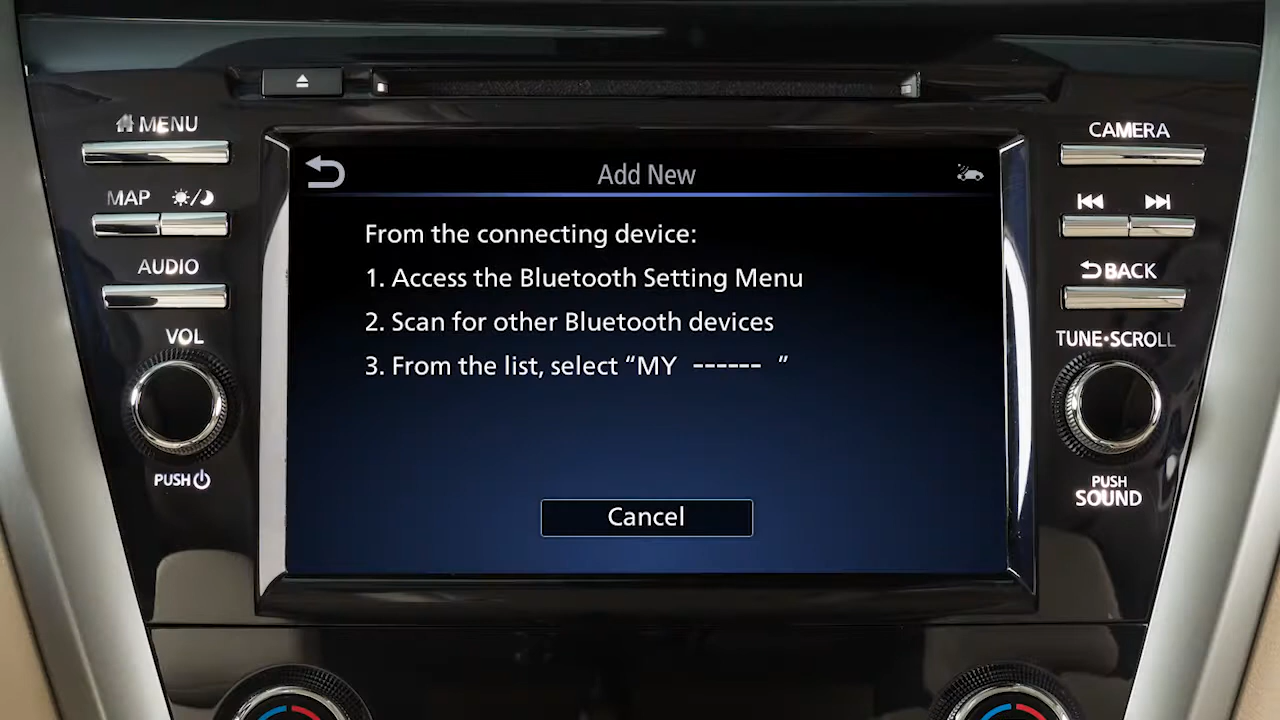 MENU
MAP
AUDIO
VOL
PUSH
Add New
From the connecting device:
1. Access the Bluetooth Setting Menu
2. Scan for other Bluetooth devices
3. From the list, select “MY ------ ”
Cancel
CAMERA
BACK
TUNE•SCROLL
PUSH
SOUND